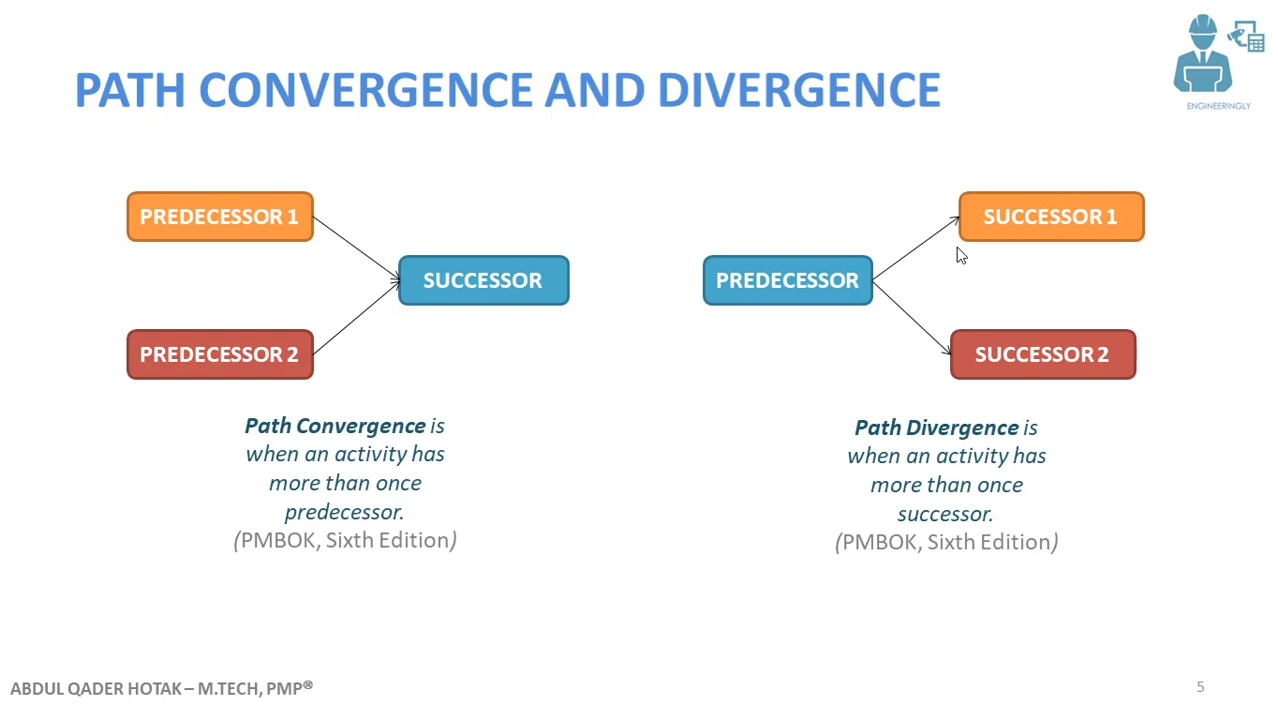 ENGINEERINGLY
PATH CONVERGENCE AND DIVERGENCE
PREDECESSOR 1
SUCCESSOR
PREDECESSOR 2
Path Convergence is
when an activity has
more than once
predecessor.
(PMBOK, Sixth Edition)
SUCCESSOR 1
PREDECESSOR
SUCCESSOR 2
Path Divergence is
when an activity has
more than once
successor.
(PMBOK, Sixth Edition)
ABDUL QADER HOTAK – M.TECH, PMP®
5